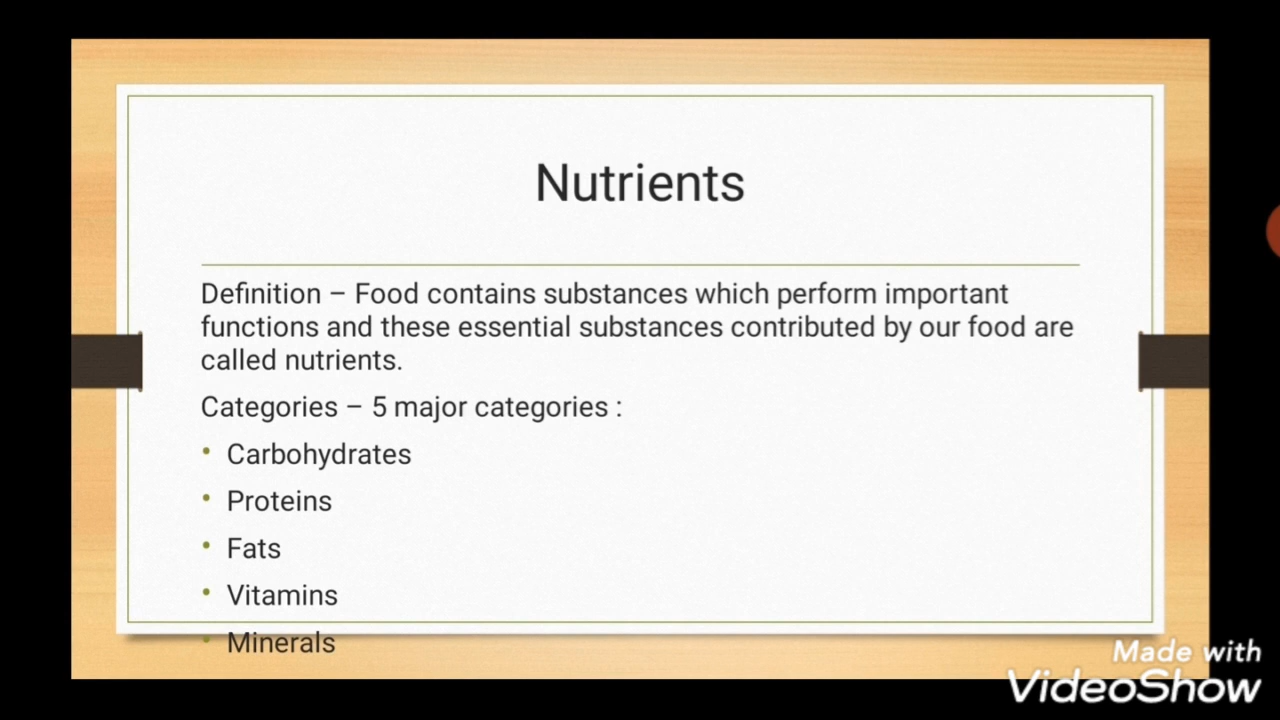 Nutrients
Definition – Food contains substances which perform important
functions and these essential substances contributed by our food are
called nutrients.
Categories – 5 major categories :
• Carbohydrates
• Proteins
• Fats
• Vitamins
• Minerals
Made with
VideoShow